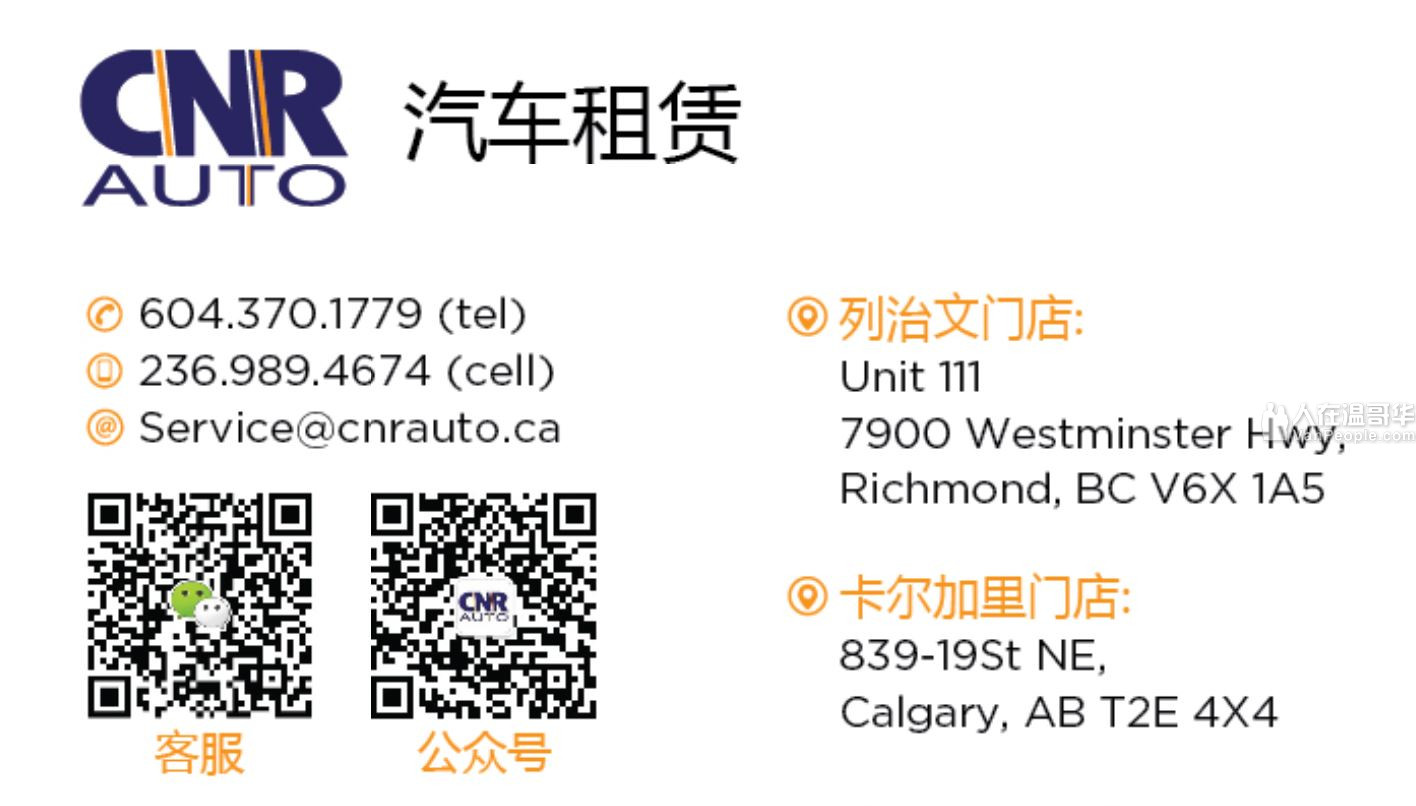 CNR
AUTO
汽车租赁
604.370.1779 (tel)
236.989.4674 (cell)
Service@cnrauto.ca
CNR
AUTO
客服
公众号
列治文门店:
Unit 111
7900 Westminster Hwy,
Richmond, BC V6X 1A5
卡尔加里门店:
839-19St NE,
Calgary, AB T2E 4X4
人在温哥华
vanPeople.com